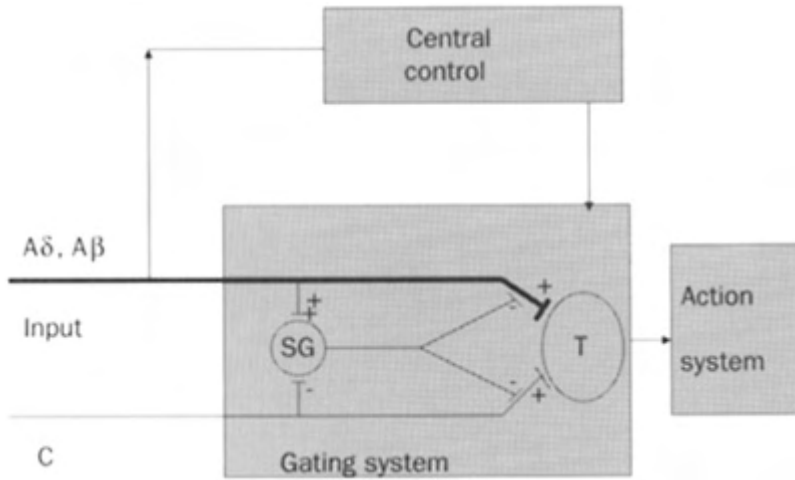 Central
control
Aδ, Aβ
Input
C
+
+
SG
-
-
+
-
+
T
Action
system
Gating system